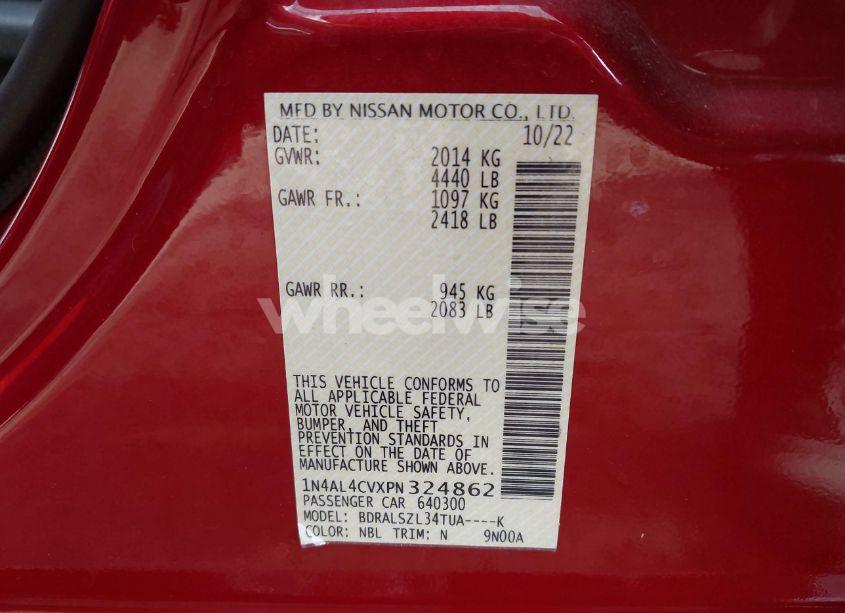 MFD BY NISSAN MOTOR CO., LTD.
DATE: 10/22
GVWR: 2014 KG
4440 LB
GAWR FR.: 1097 KG
2418 LB
GAWR RR.: 945 KG
2083 LB
wheelwise
THIS VEHICLE CONFORMS TO
ALL APPLICABLE FEDERAL
MOTOR VEHICLE SAFETY,
BUMPER, AND THEFT
PREVENTION STANDARDS IN
EFFECT ON THE DATE OF
MANUFACTURE SHOWN ABOVE.
1N4AL4CVXPN324862
PASSENGER CAR 640300
MODEL: BDRALSZL34TUA----K
COLOR: NBL TRIM: N 9N00A